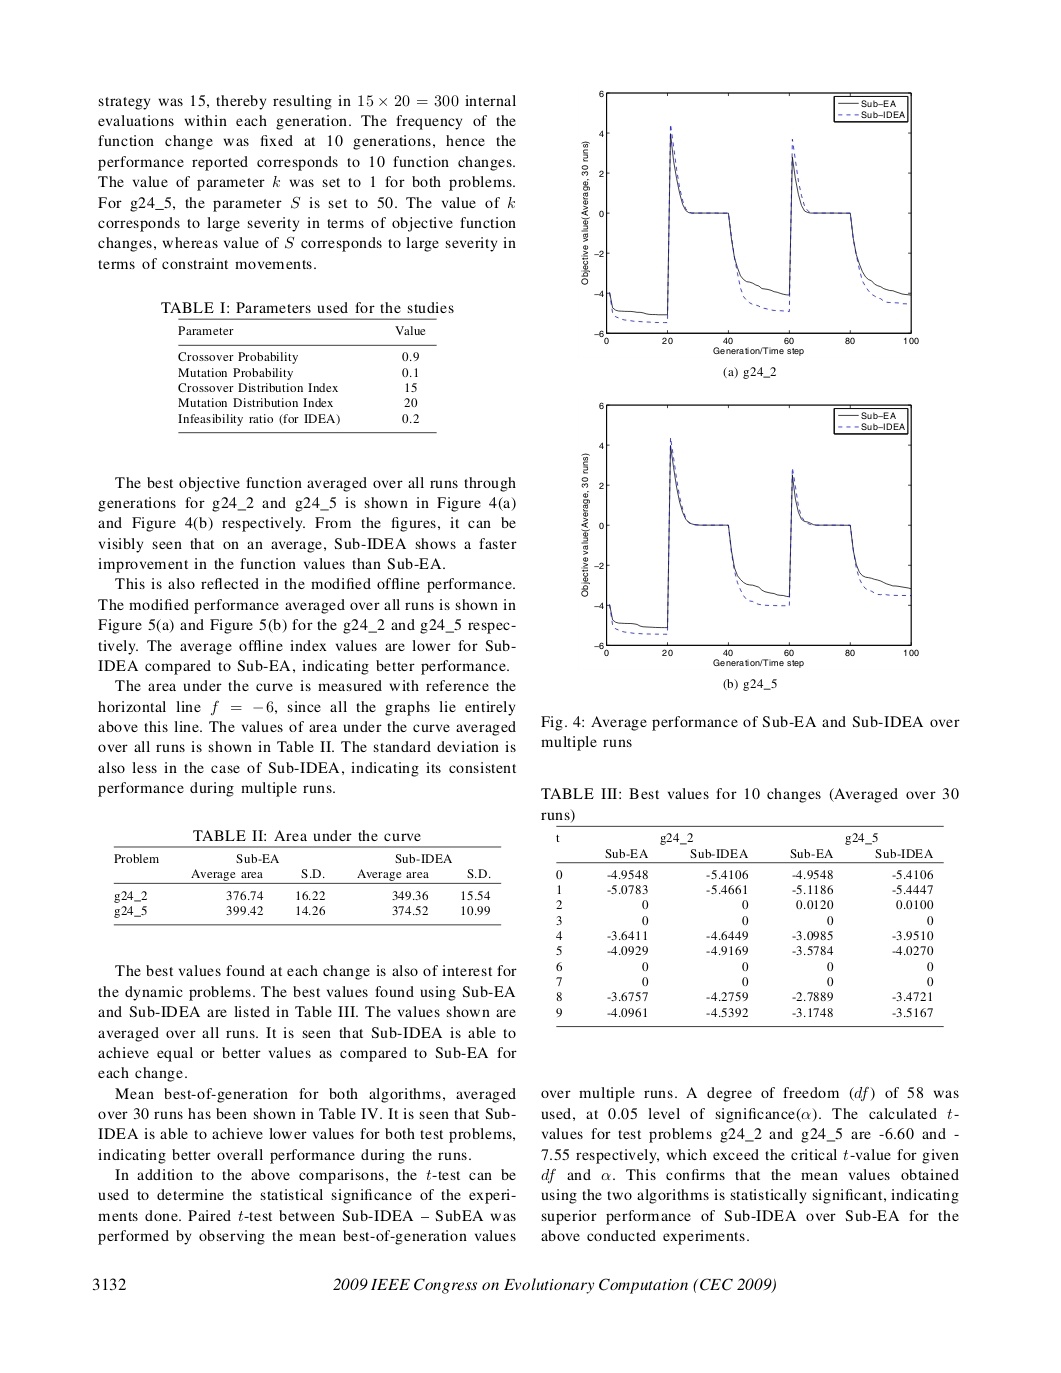 strategy was 15, thereby resulting in 15 × 20 = 300 internal
evaluations within each generation. The frequency of the
function change was fixed at 10 generations, hence the
performance reported corresponds to 10 function changes.
The value of parameter k was set to 1 for both problems.
For g24_5, the parameter S is set to 50. The value of k
corresponds to large severity in terms of objective function
changes, whereas value of S corresponds to large severity in
terms of constraint movements.
TABLE I: Parameters used for the studies
Parameter Value
Crossover Probability 0.9
Mutation Probability 0.1
Crossover Distribution Index 15
Mutation Distribution Index 20
Infeasibility ratio (for IDEA) 0.2
The best objective function averaged over all runs through
generations for g24_2 and g24_5 is shown in Figure 4(a)
and Figure 4(b) respectively. From the figures, it can be
visibly seen that on an average, Sub-IDEA shows a faster
improvement in the function values than Sub-EA.
This is also reflected in the modified offline performance.
The modified performance averaged over all runs is shown in
Figure 5(a) and Figure 5(b) for the g24_2 and g24_5 respec-
tively. The average offline index values are lower for Sub-
IDEA compared to Sub-EA, indicating better performance.
The area under the curve is measured with reference the
horizontal line f = −6, since all the graphs lie entirely
above this line. The values of area under the curve averaged
over all runs is shown in Table II. The standard deviation is
also less in the case of Sub-IDEA, indicating its consistent
performance during multiple runs.
TABLE II: Area under the curve
Problem Sub-EA Sub-IDEA
Average area S.D. Average area S.D.
g24_2 376.74 16.22 349.36 15.54
g24_5 399.42 14.26 374.52 10.99
The best values found at each change is also of interest for
the dynamic problems. The best values found using Sub-EA
and Sub-IDEA are listed in Table III. The values shown are
averaged over all runs. It is seen that Sub-IDEA is able to
achieve equal or better values as compared to Sub-EA for
each change.
Mean best-of-generation for both algorithms, averaged
over 30 runs has been shown in Table IV. It is seen that Sub-
IDEA is able to achieve lower values for both test problems,
indicating better overall performance during the runs.
In addition to the above comparisons, the t-test can be
used to determine the statistical significance of the experi-
ments done. Paired t-test between Sub-IDEA – SubEA was
performed by observing the mean best-of-generation values
6
4
2
0
−2
−4
−6
Objective value(Average, 30 runs)
Sub−EA
Sub−IDEA
0 20 40 60 80 100
Generation/Time step
(a) g24_2
6
4
2
0
−2
−4
−6
Objective value(Average, 30 runs)
Sub−EA
Sub−IDEA
0 20 40 60 80 100
Generation/Time step
(b) g24_5
Fig. 4: Average performance of Sub-EA and Sub-IDEA over
multiple runs
TABLE III: Best values for 10 changes (Averaged over 30
runs)
t g24_2 g24_5
Sub-EA Sub-IDEA Sub-EA Sub-IDEA
0 -4.9548 -5.4106 -4.9548 -5.4106
1 -5.0783 -5.4661 -5.1186 -5.4447
2 0 0 0.0120 0.0100
3 0 0 0 0
4 -3.6411 -4.6449 -3.0985 -3.9510
5 -4.0929 -4.9169 -3.5784 -4.0270
6 0 0 0 0
7 0 0 0 0
8 -3.6757 -4.2759 -2.7889 -3.4721
9 -4.0961 -4.5392 -3.1748 -3.5167
over multiple runs. A degree of freedom (df) of 58 was
used, at 0.05 level of significance(α). The calculated t-
values for test problems g24_2 and g24_5 are -6.60 and -
7.55 respectively, which exceed the critical t-value for given
df and α. This confirms that the mean values obtained
using the two algorithms is statistically significant, indicating
superior performance of Sub-IDEA over Sub-EA for the
above conducted experiments.
3132 2009 IEEE Congress on Evolutionary Computation (CEC 2009)